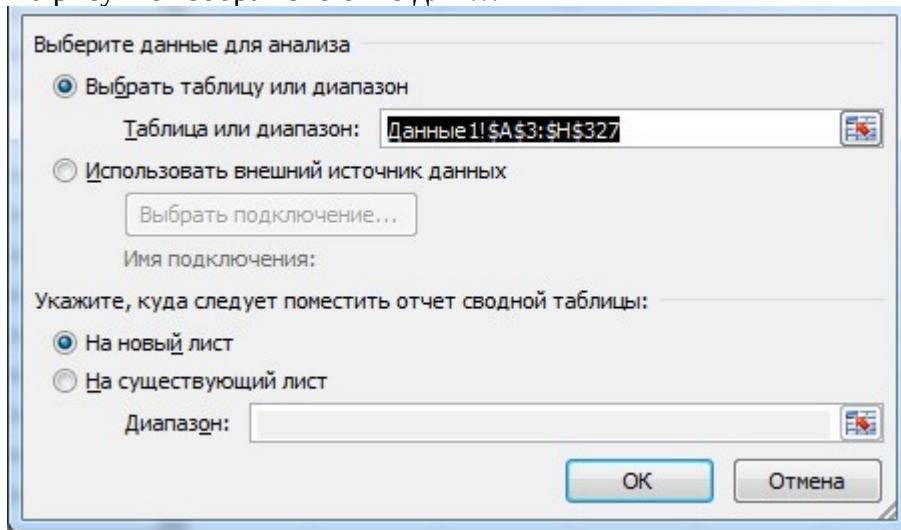 Выберите данные для анализа
Выбрать таблицу или диапазон
Таблица или диапазон: Данные1!$A$3:$H$327
Использовать внешний источник данных
Выбрать подключение...
Имя подключения:
Укажите, куда следует поместить отчет сводной таблицы:
На новый лист
На существующий лист
Диапазон:
ОК Отмена